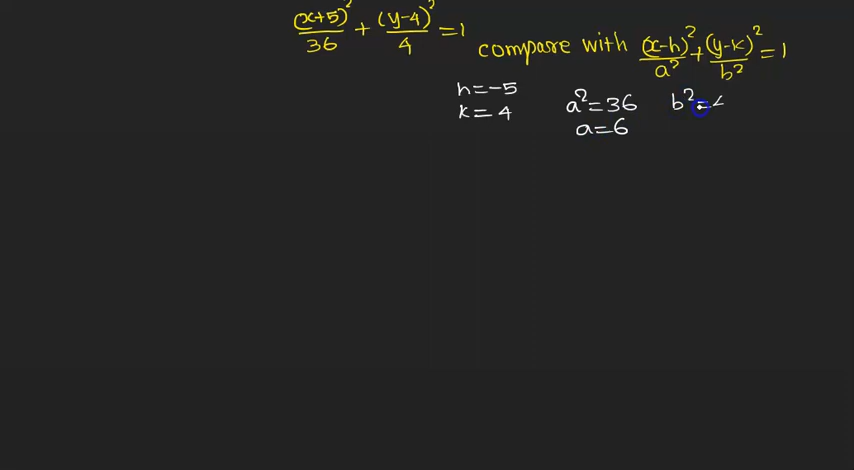 (x+5)²/36 + (y-4)²/4 = 1
compare with (x-h)²/a² + (y-k)²/b² = 1
h = -5
a² = 36
b² = 4
k = 4
a = 6